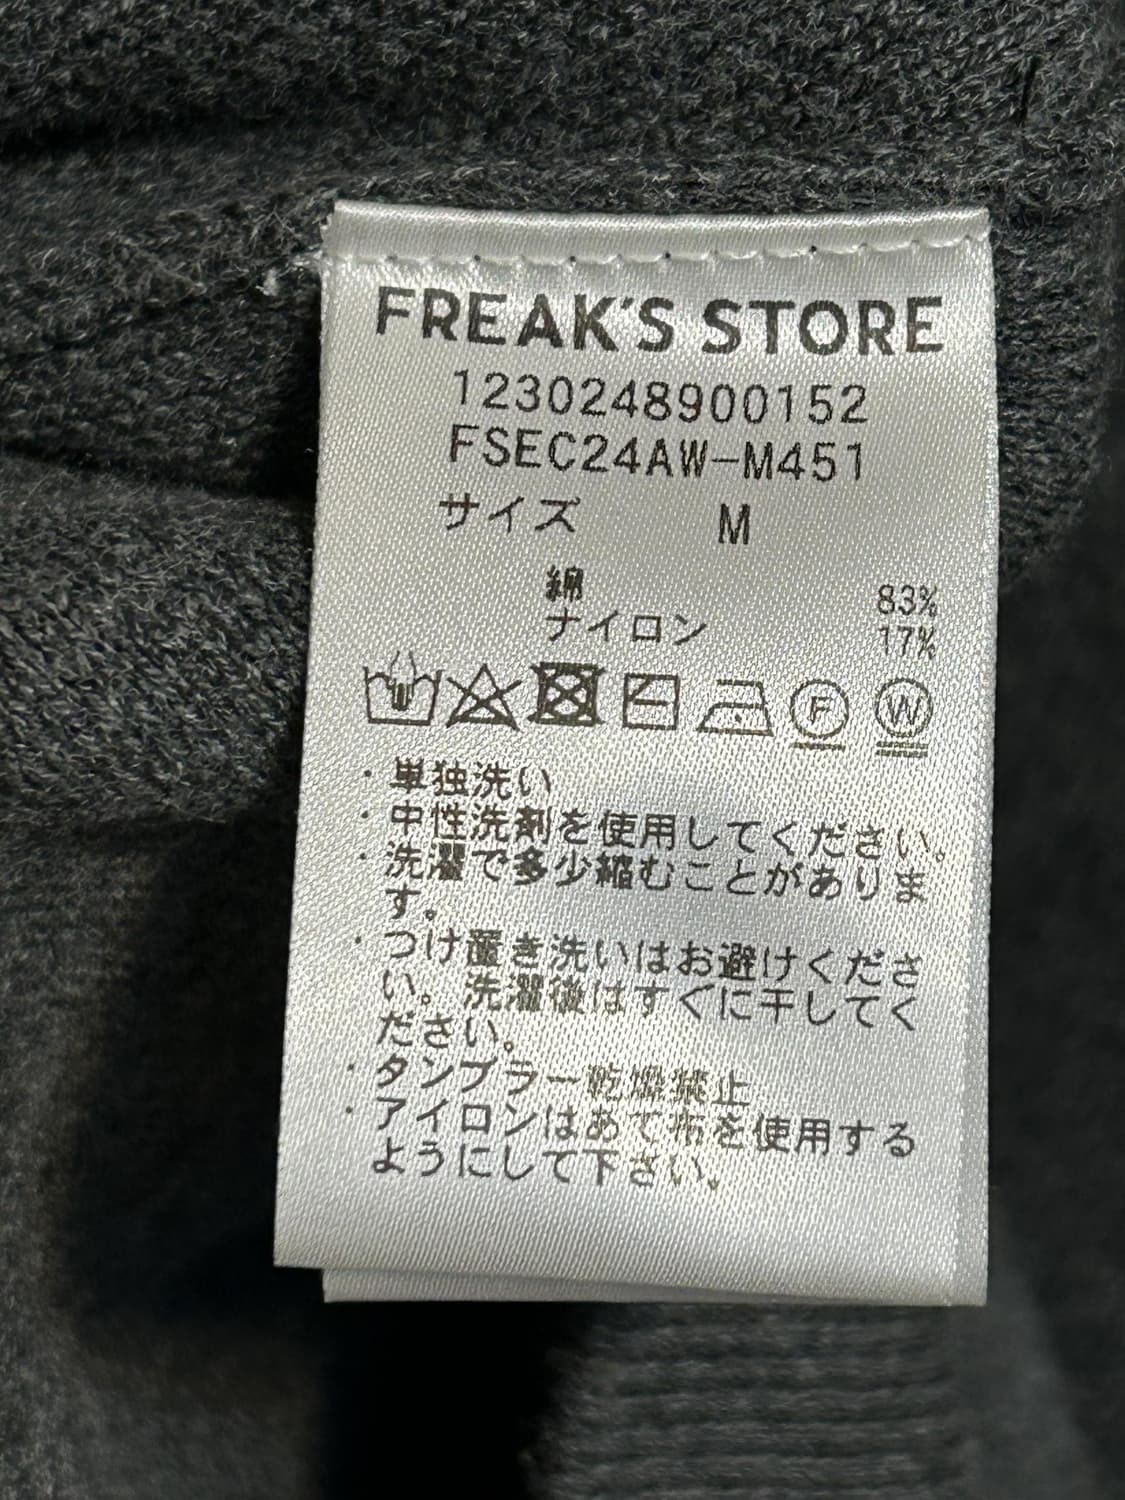 FREAK'S STORE
1230248900152
FSEC24AW-M451
サイズ M
綿 83%
ナイロン 17%
F W
・単独洗い
・中性洗剤を使用してください。
・洗濯で多少縮むことがありま
す。
・つけ置き洗いはお避けくださ
い。洗濯後はすぐに干してく
ださい。
・タンブラー乾燥禁止
・アイロンはあて布を使用する
ようにして下さい。